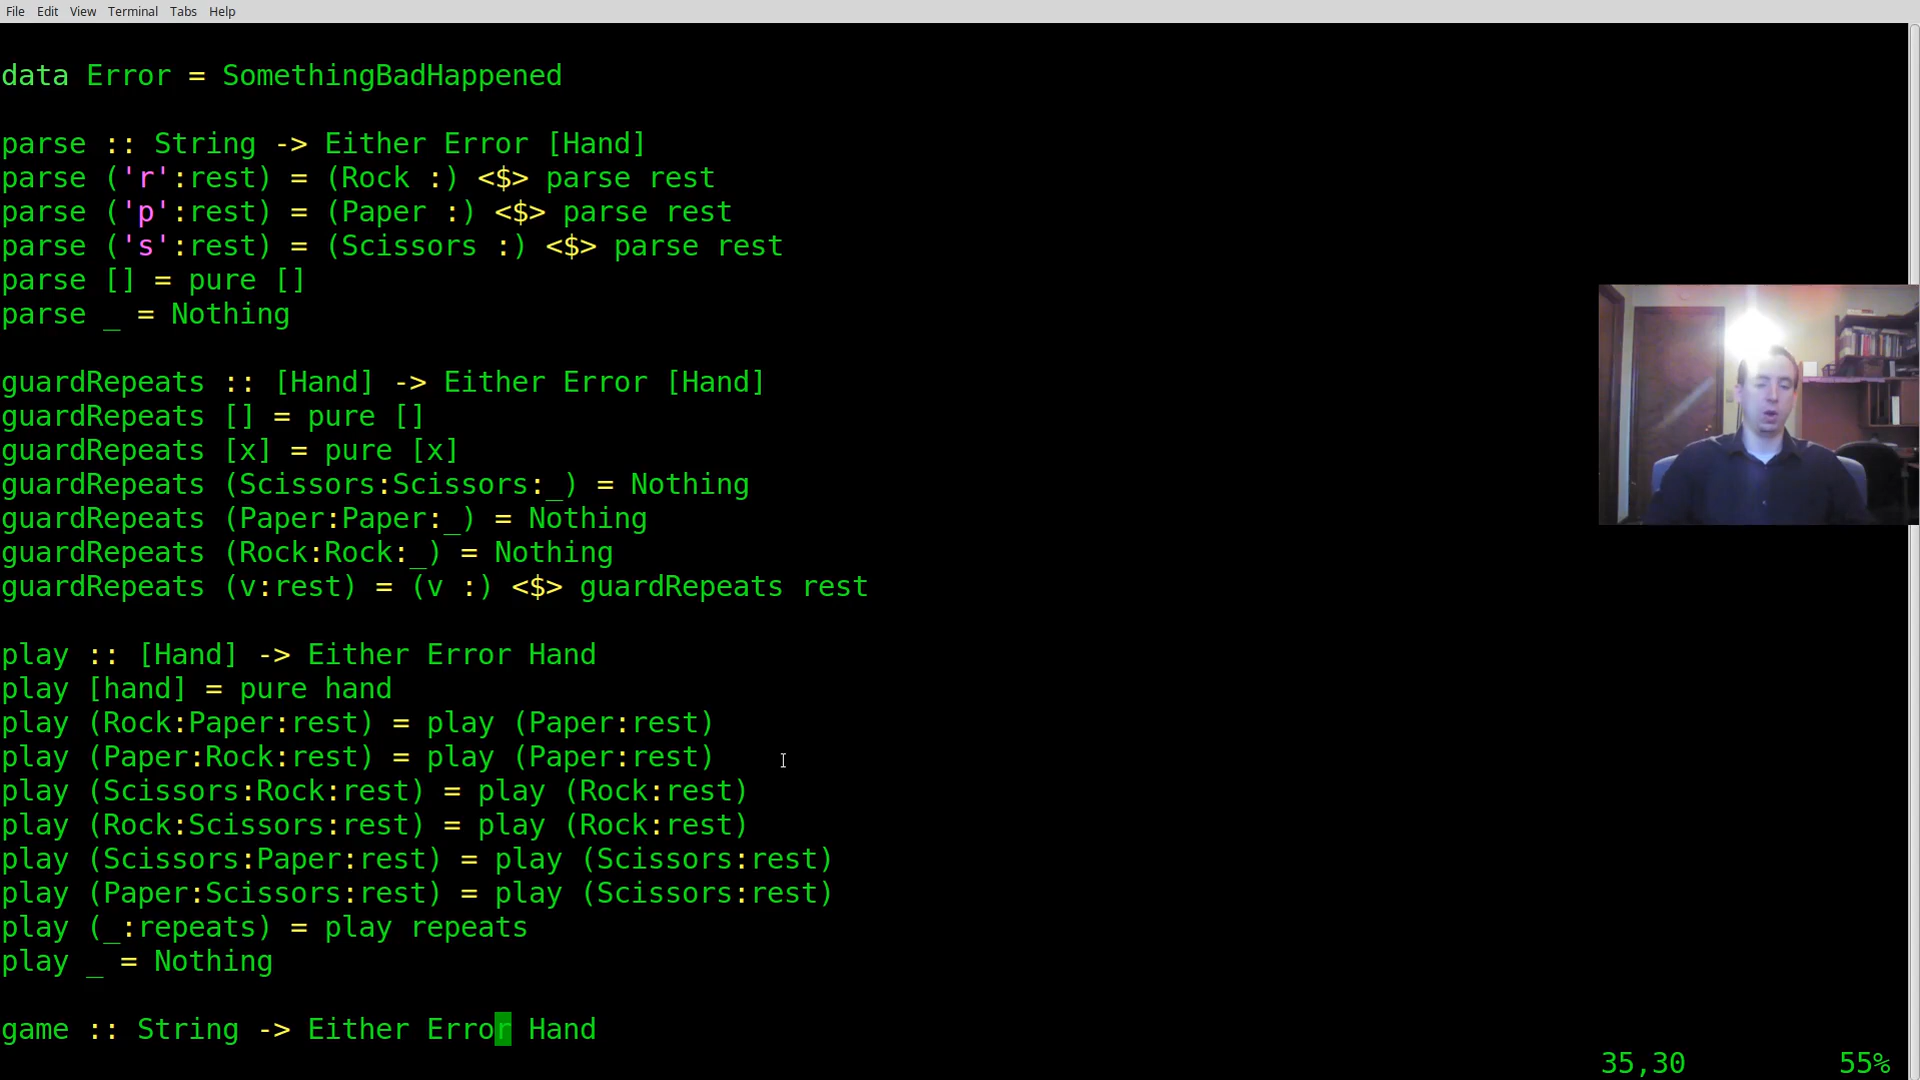 File Edit View Terminal Tabs Help
data Error = SomethingBadHappened
parse :: String -> Either Error [Hand]
parse ('r':rest) = (Rock :) <$> parse rest
parse ('p':rest) = (Paper :) <$> parse rest
parse ('s':rest) = (Scissors :) <$> parse rest
parse [] = pure []
parse _ = Nothing
guardRepeats :: [Hand] -> Either Error [Hand]
guardRepeats [] = pure []
guardRepeats [x] = pure [x]
guardRepeats (Scissors:Scissors:_) = Nothing
guardRepeats (Paper:Paper:_) = Nothing
guardRepeats (Rock:Rock:_) = Nothing
guardRepeats (v:rest) = (v :) <$> guardRepeats rest
play :: [Hand] -> Either Error Hand
play [hand] = pure hand
play (Rock:Paper:rest) = play (Paper:rest)
play (Paper:Rock:rest) = play (Paper:rest)
play (Scissors:Rock:rest) = play (Rock:rest)
play (Rock:Scissors:rest) = play (Rock:rest)
play (Scissors:Paper:rest) = play (Scissors:rest)
play (Paper:Scissors:rest) = play (Scissors:rest)
play (_:repeats) = play repeats
play _ = Nothing
game :: String -> Either Error Hand
35,30 55%